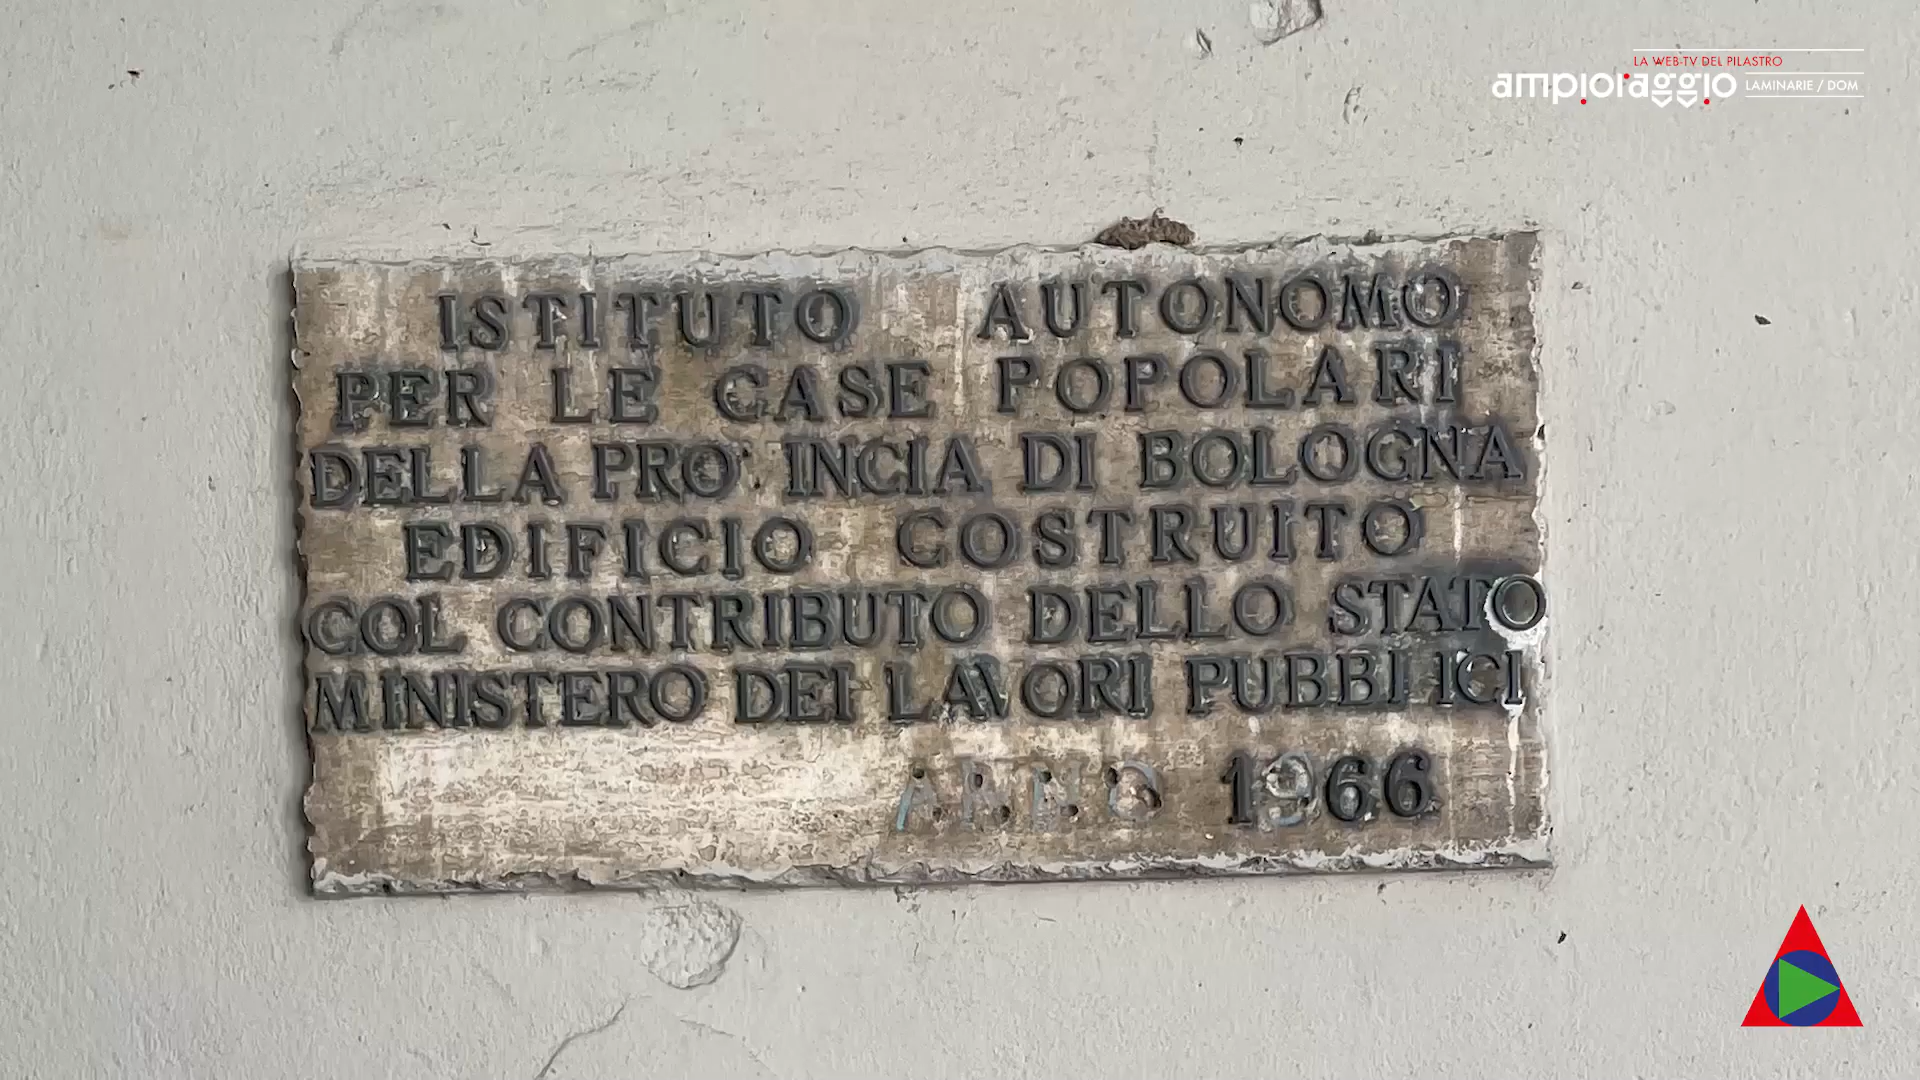 LA WEB-TV DEL PILASTRO
ampioraggio
LAMINARIE / DOM
ISTITUTO AUTONOMO
PER LE CASE POPOLARI
DELLA PRO INCIA DI BOLOGNA
EDIFICIO COSTRUITO
COL CONTRIBUTO DELLO STATO
MINISTERO DEI LAVORI PUBBLICI
ANNO 1966